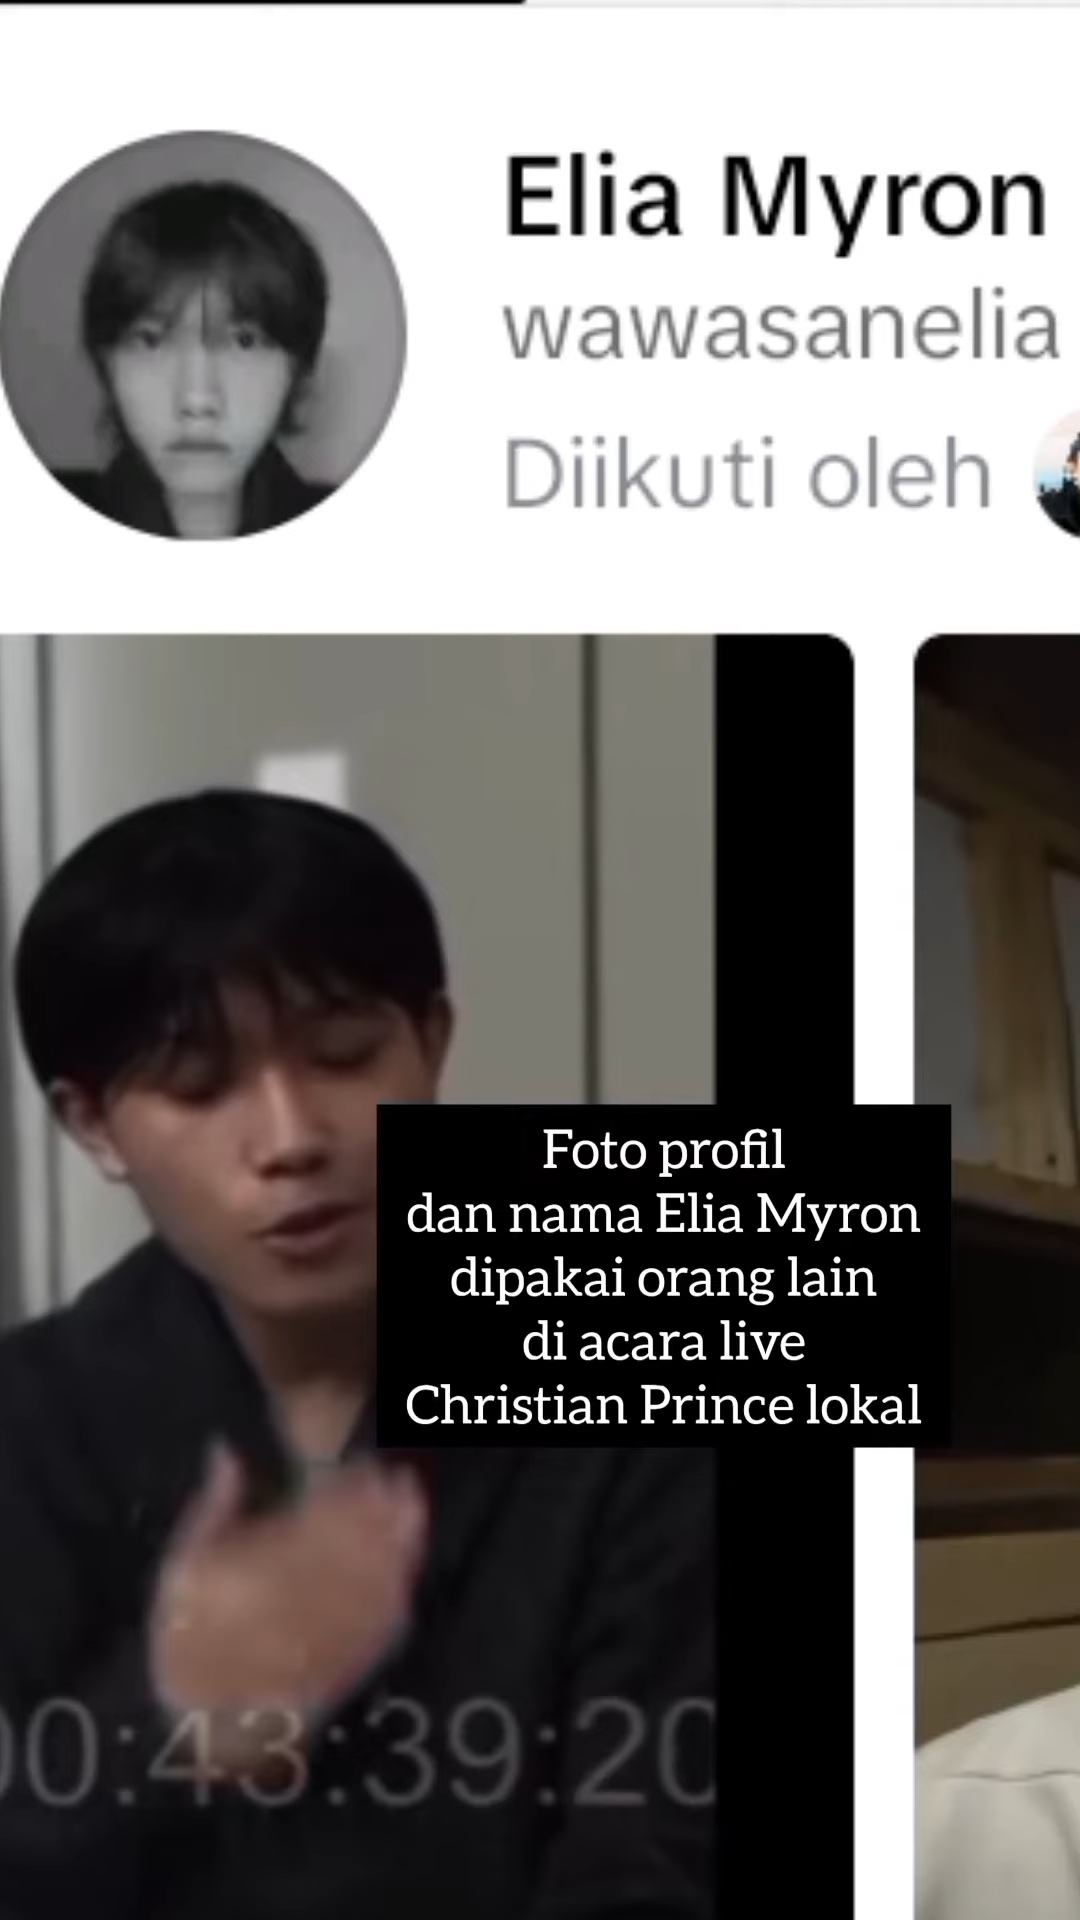 Elia Myron
wawasanelia
Diikuti oleh
Foto profil
dan nama Elia Myron
dipakai orang lain
di acara live
Christian Prince lokal
00:43:39:20